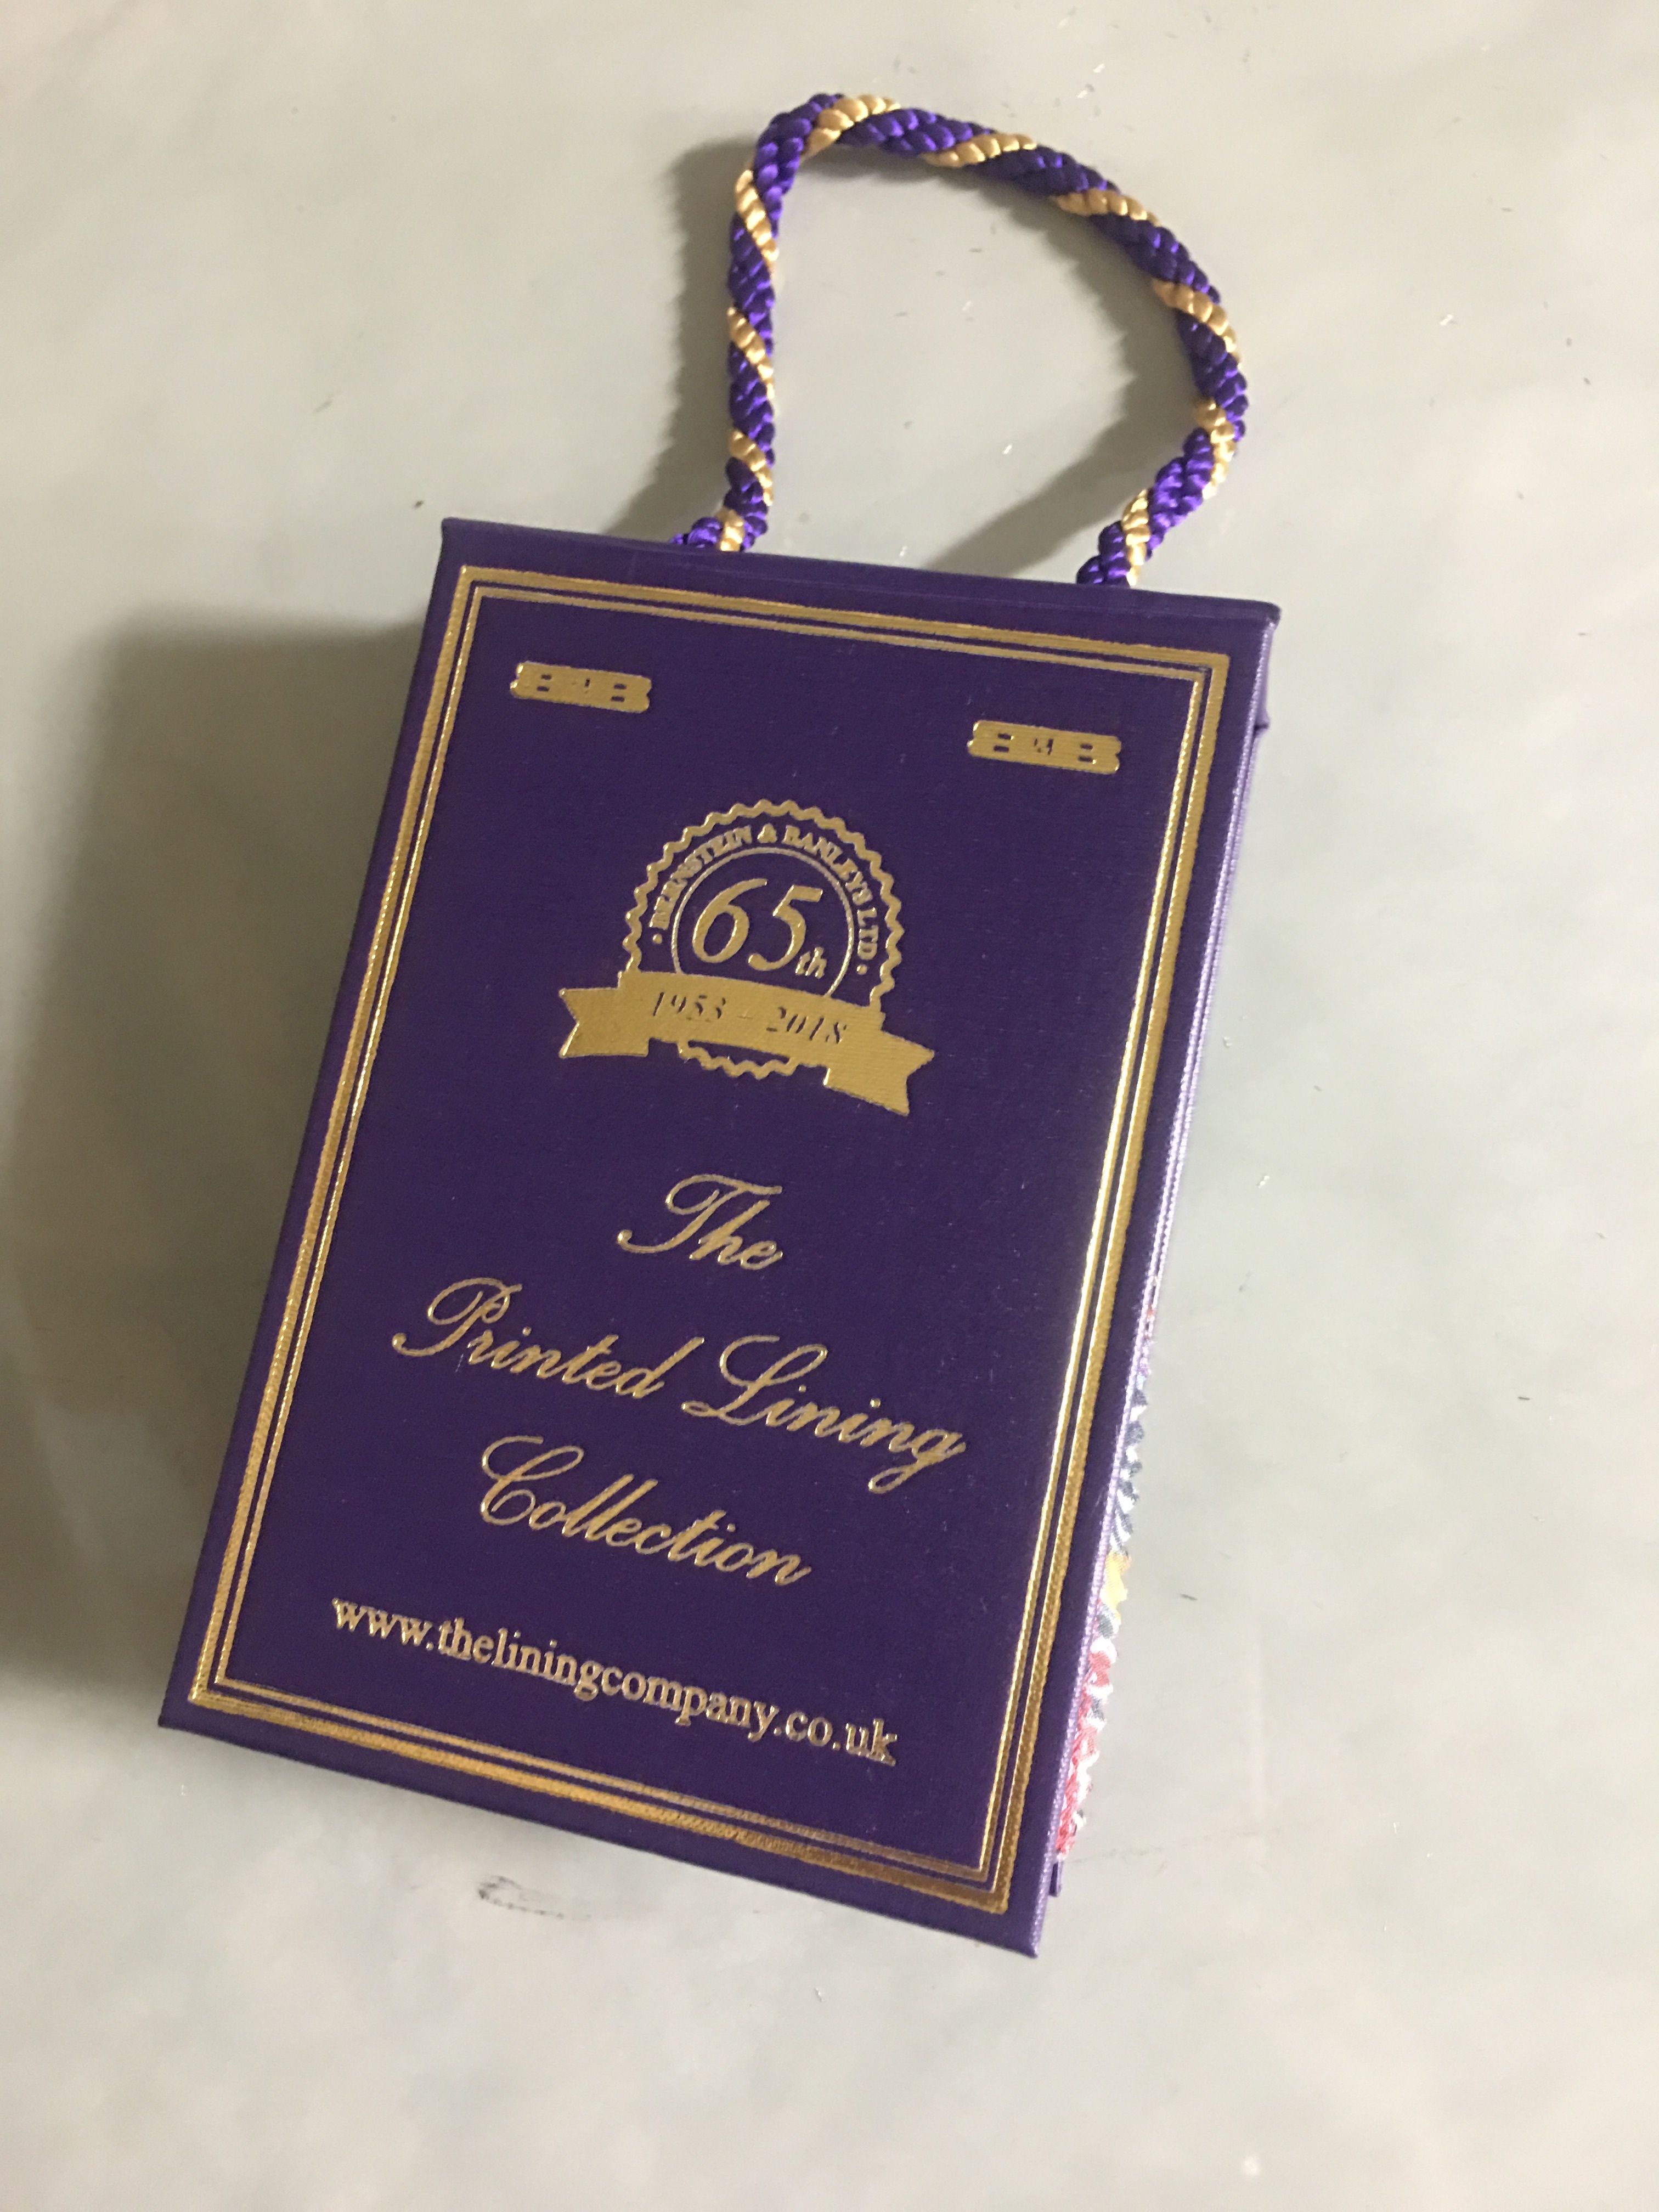 B&B B&B
BERNSTEIN & BANLEYS LTD
65th
1953 - 2018
The
Printed Lining
Collection
www.theliningcompany.co.uk